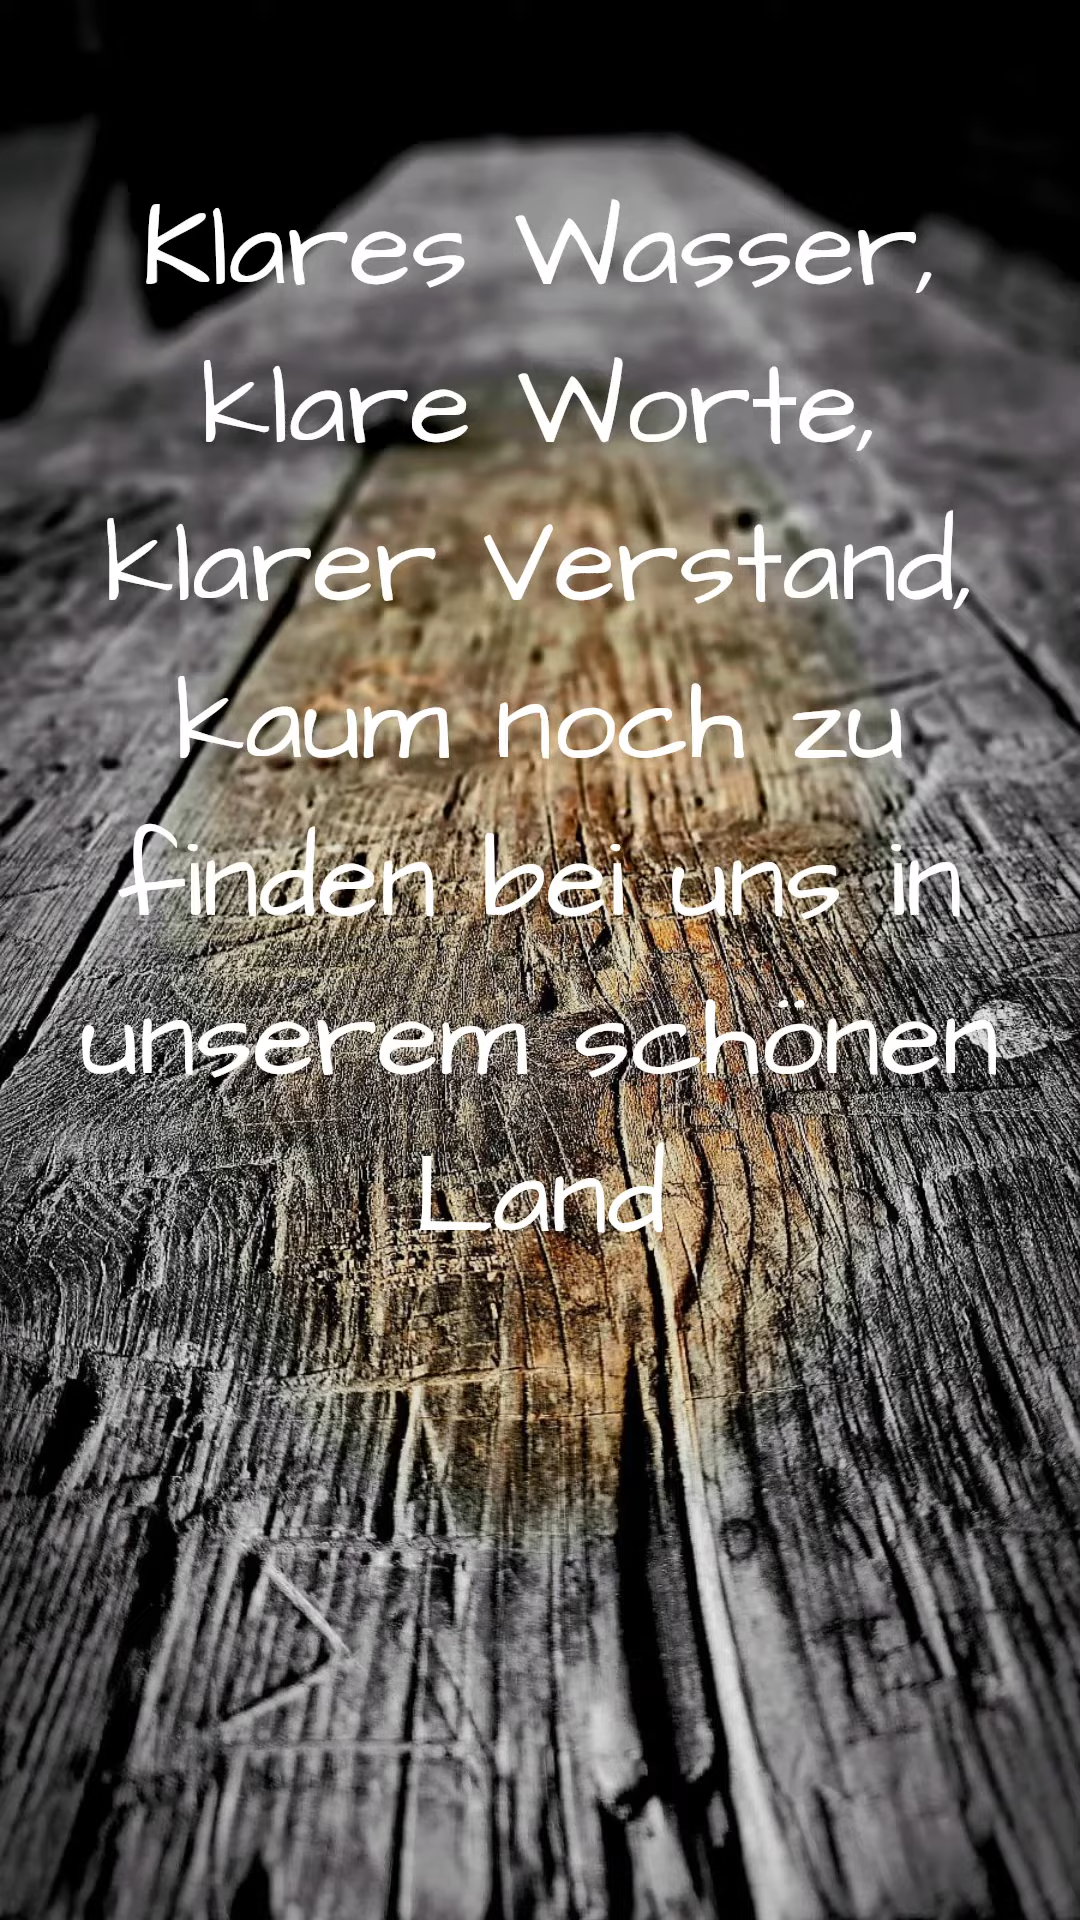 Klares Wasser,
klare Worte,
klarer Verstand,
kaum noch zu
finden bei uns in
unserem schönen
Land